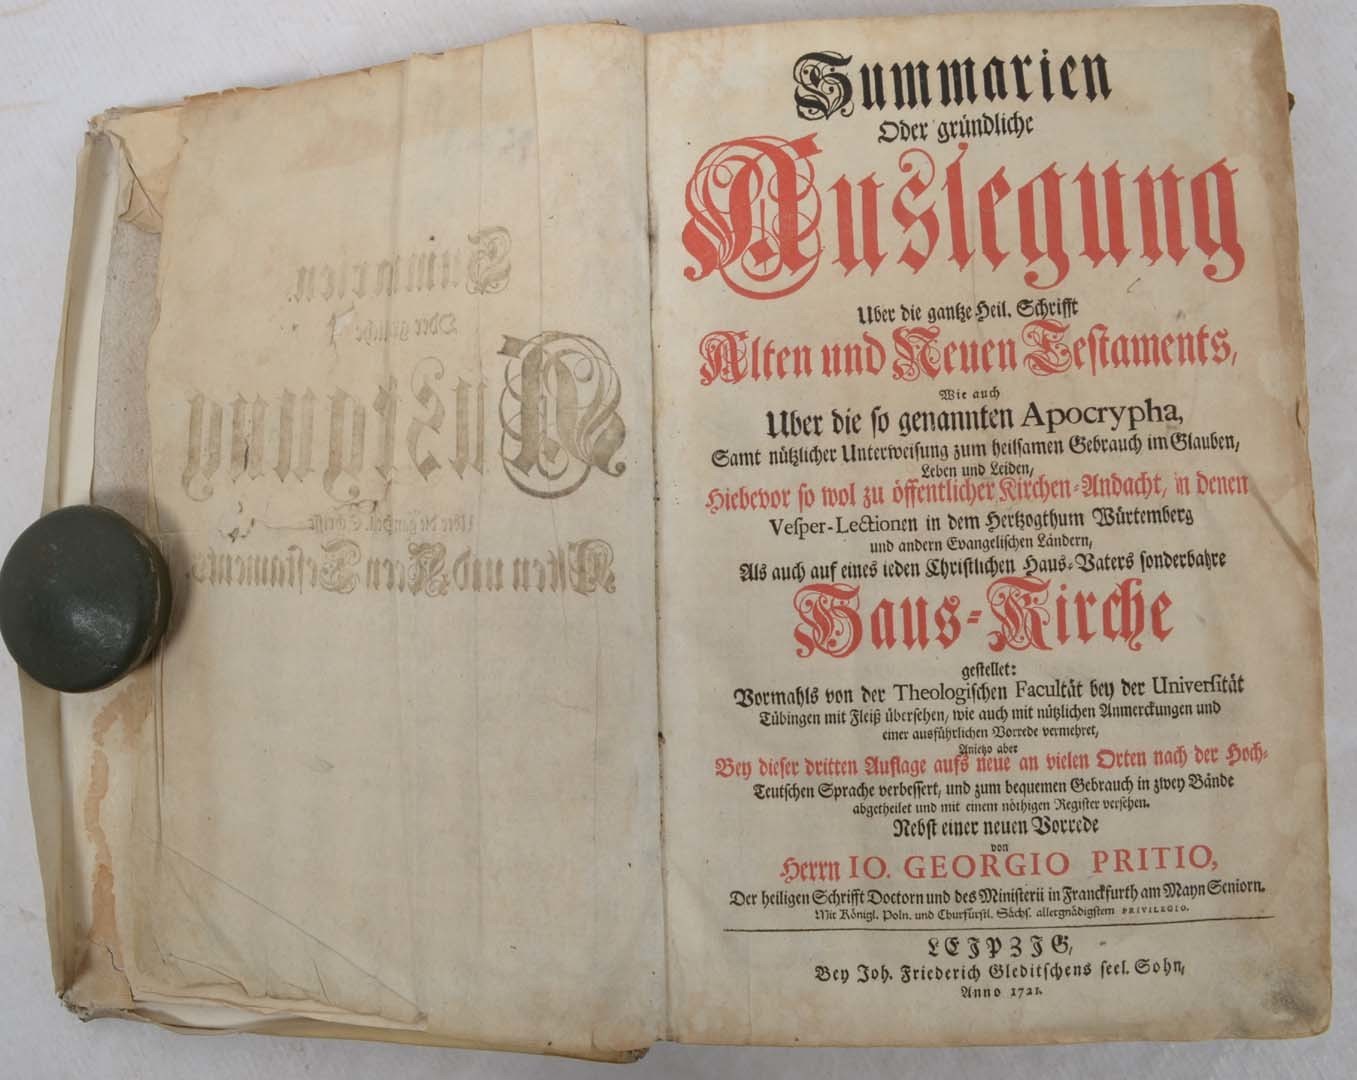 Summarien
Oder gründliche
Auslegung
Uber die gantze Heil. Schrifft
Alten und Neuen Testaments,
Wie auch
Uber die so genannten Apocrypha,
Samt nützlicher Unterweisung zum heilsamen Gebrauch im Glauben,
Leben und Leiden,
Hiebevor so wol zu öffentlicher Kirchen-Andacht, in denen
Vesper-Lectionen in dem Hertzogthum Würtemberg
und andern Evangelischen Ländern,
Als auch auf eines ieden Christlichen Haus-Vaters sonderbahre
Haus-Kirche
gestellet:
Vormahls von der Theologischen Facultät bey der Universität
Tübingen mit Fleiß übersehen, wie auch mit nützlichen Anmerckungen und
einer ausführlichen Vorrede vermehret,
Anietzo aber
Bey dieser dritten Auflage aufs neue an vielen Orten nach der Hoch-
Teutschen Sprache verbessert, und zum bequemen Gebrauch in zwey Bände
abgetheilet und mit einem nöthigen Register versehen.
Nebst einer neuen Vorrede
von
Herrn IO. GEORGIO PRITIO,
Der heiligen Schrifft Doctorn und des Ministerii in Franckfurth am Mayn Seniorn.
Mit Königl. Poln. und Churfürstl. Sächs. allergnädigstem PRIVILEGIO.
LEIPZIG,
Bey Joh. Friederich Gleditschens seel. Sohn,
Anno 1721.